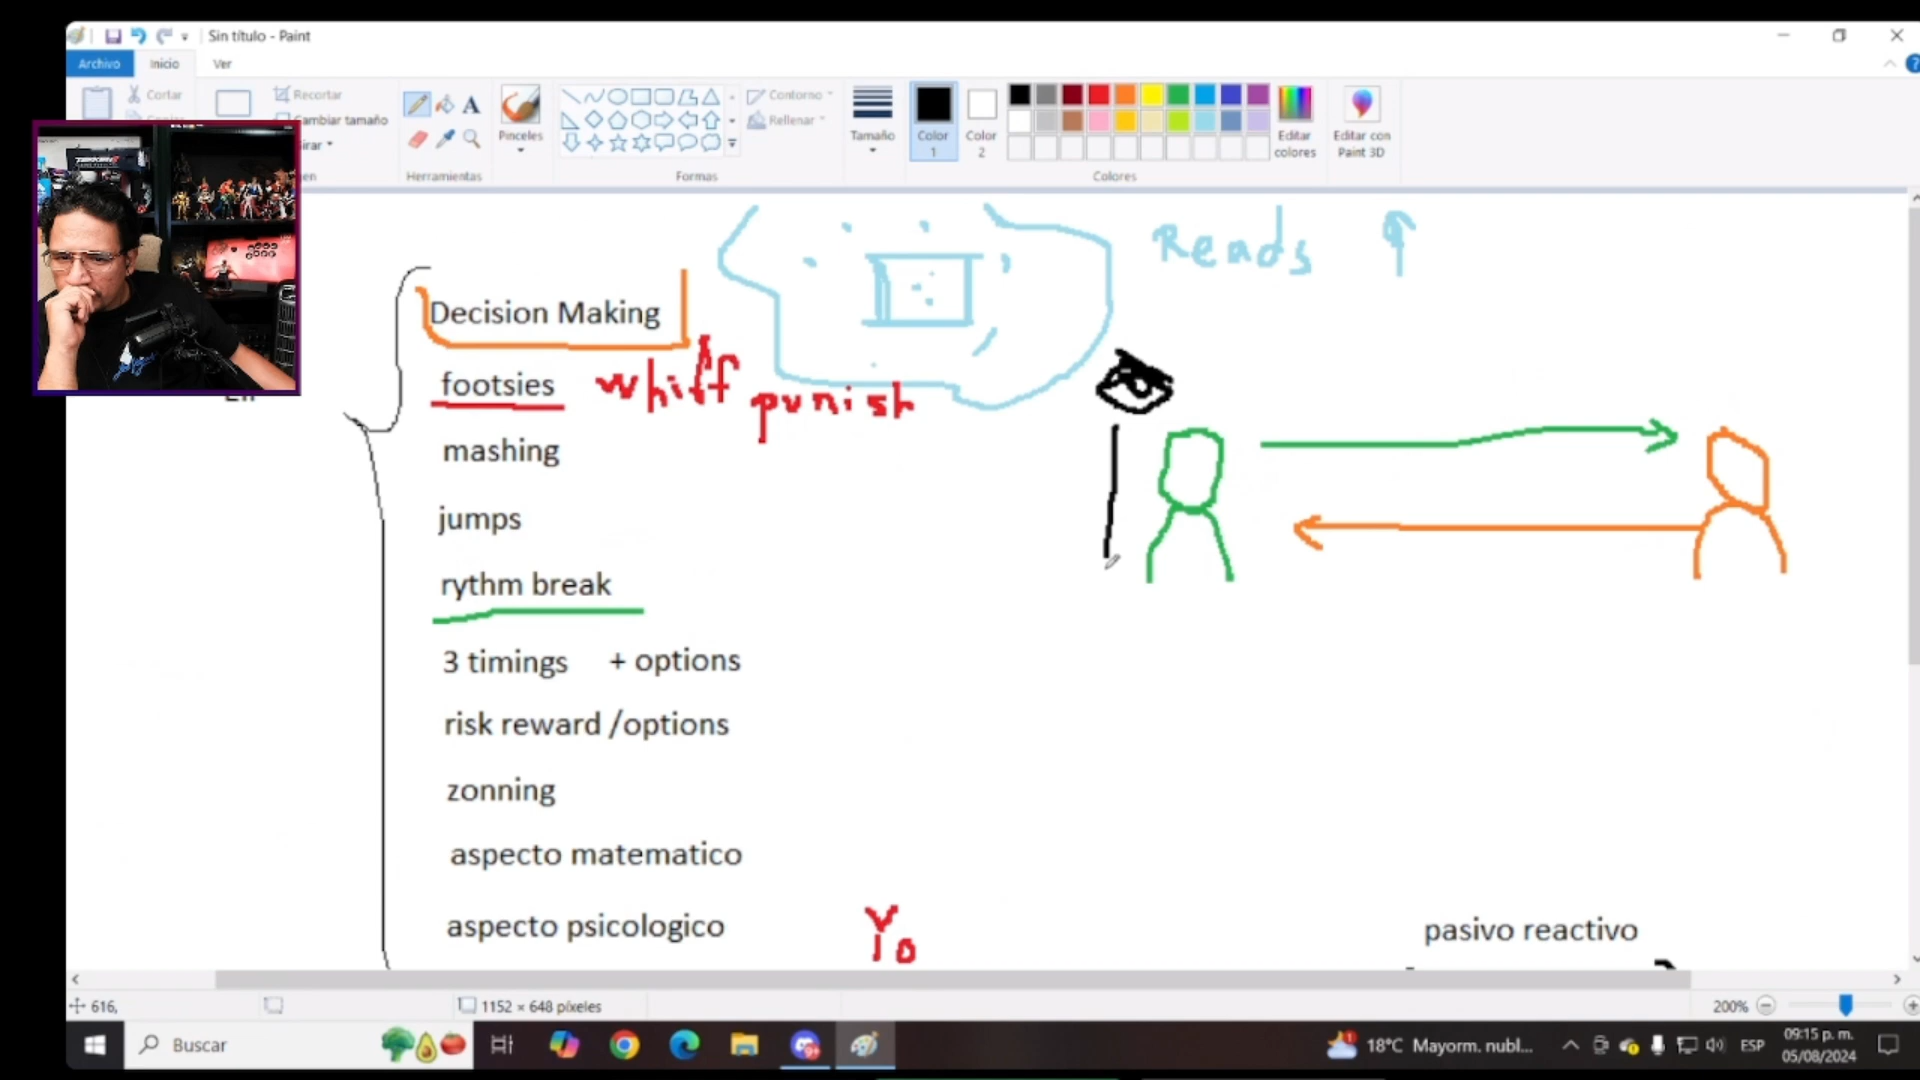 Sin título - Paint
Archivo Inicio Ver
Cortar
Recortar
Cambiar tamaño
Pinceles
Contorno
Rellenar
Tamaño
Color 1
Color 2
Editar colores
Editar con Paint 3D
Herramientas
Formas
Colores
TEKKEN 8
Reads
Decision Making
footsies whiff punish
mashing
jumps
rythm break
3 timings + options
risk reward /options
zonning
aspecto matematico
aspecto psicologico
Yo
pasivo reactivo
616,
1152 × 648 píxeles
200%
Buscar
18°C Mayorm. nubl...
ESP
09:15 p. m.
05/08/2024